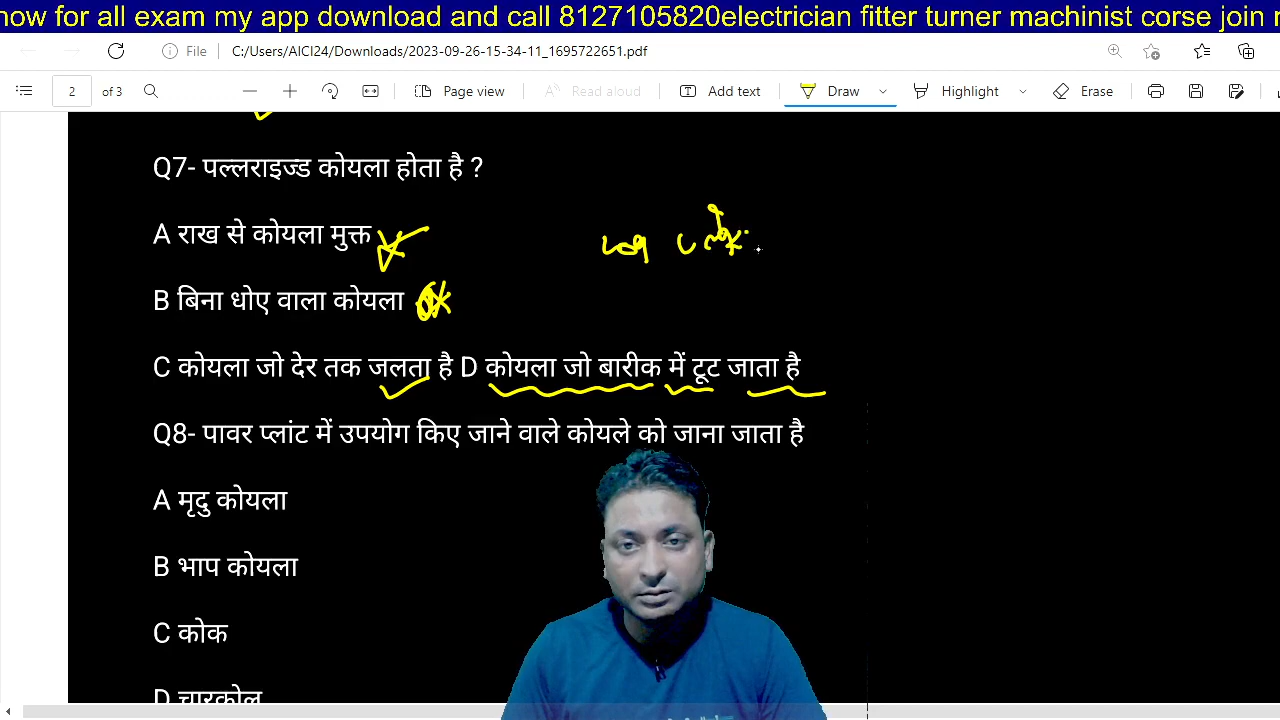 now for all exam my app download and call 8127105820electrician fitter turner machinist corse join
File C:/Users/AICI24/Downloads/2023-09-26-15-34-11_1695722651.pdf
2 of 3 Page view Read aloud Add text Draw Highlight Erase
Q7- पल्लराइज्ड कोयला होता है ?
A राख से कोयला मुक्त
B बिना धोए वाला कोयला
C कोयला जो देर तक जलता है D कोयला जो बारीक में टूट जाता है
Q8- पावर प्लांट में उपयोग किए जाने वाले कोयले को जाना जाता है
A मृदु कोयला
B भाप कोयला
C कोक
D चारकोल